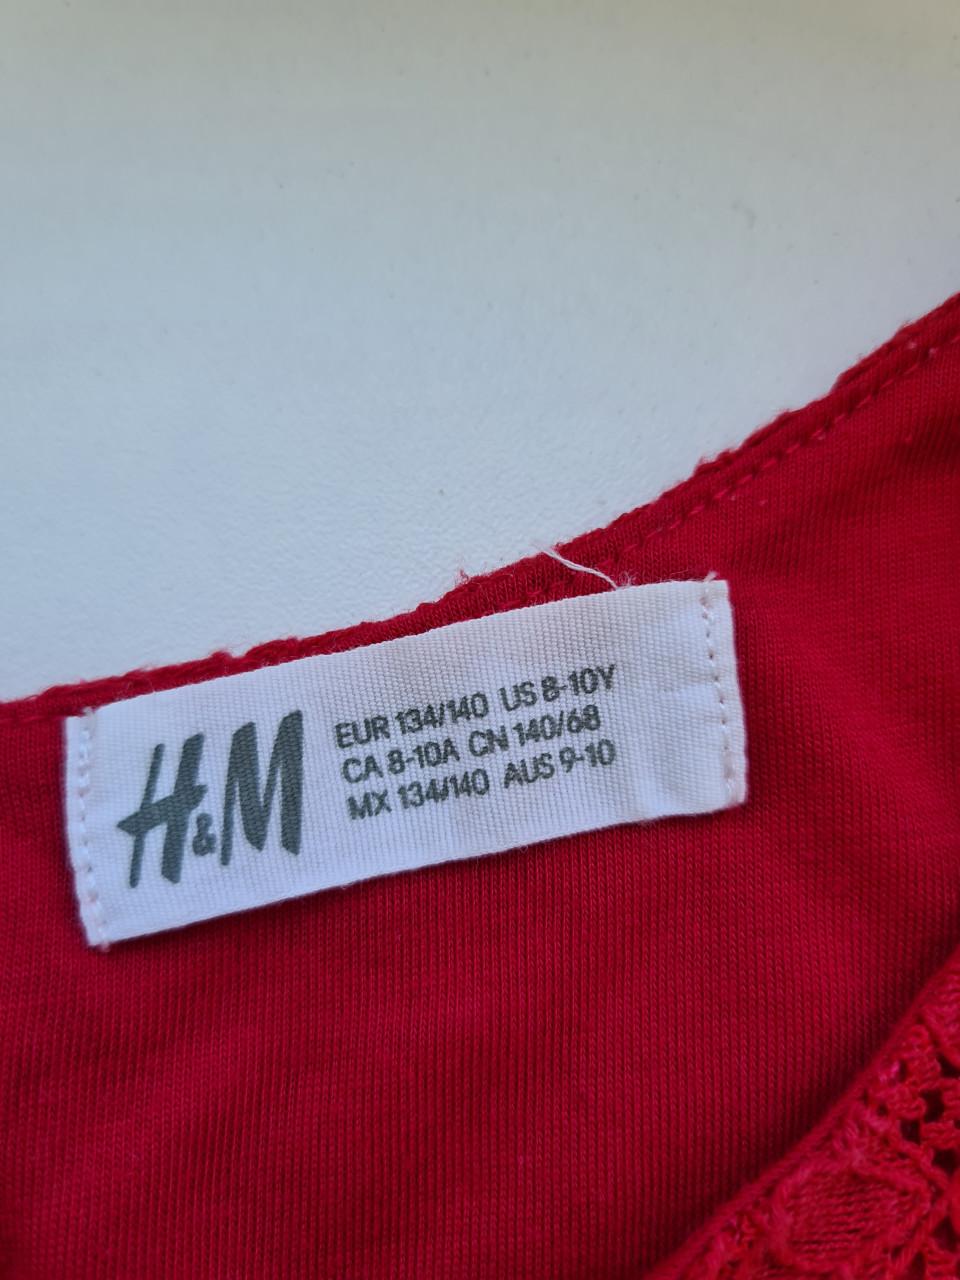 H&M
EUR 134/140 US 8-10Y
CA 8-10A CN 140/68
MX 134/140 AUS 9-10